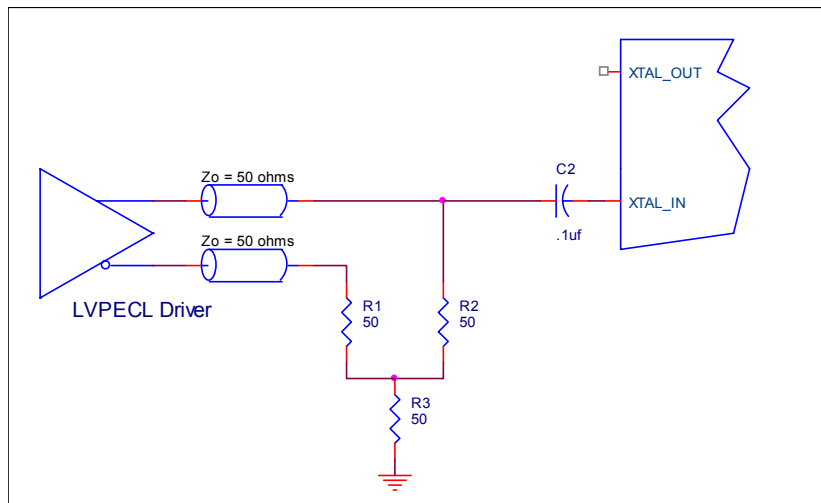 XTAL_OUT
Zo = 50 ohms
C2
XTAL_IN
.1uf
Zo = 50 ohms
LVPECL Driver
R1
50
R2
50
R3
50